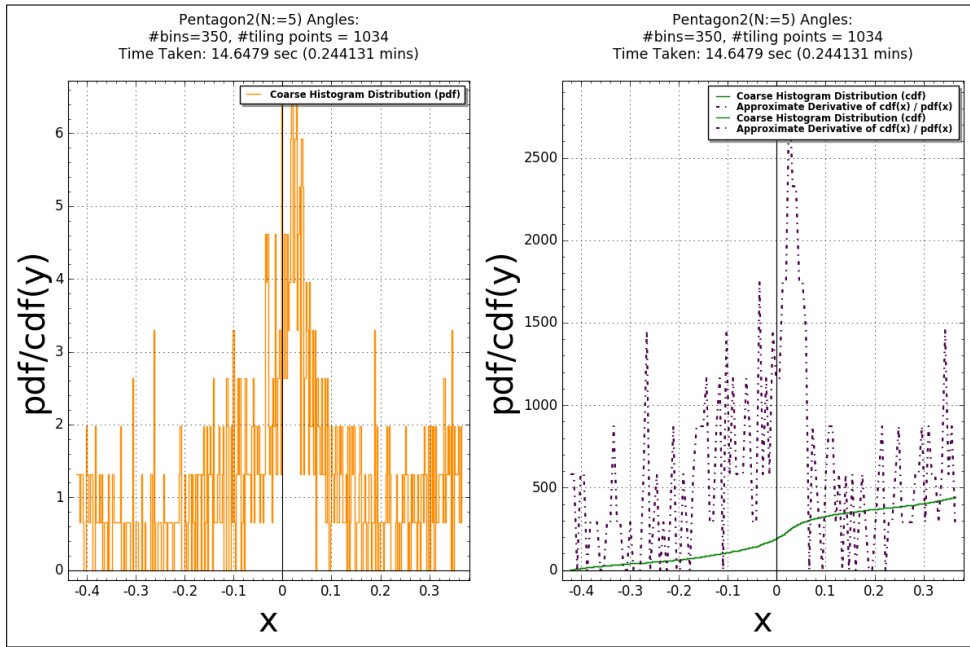 Pentagon2(N:=5) Angles:
#bins=350, #tiling points = 1034
Time Taken: 14.6479 sec (0.244131 mins)
Coarse Histogram Distribution (pdf)
6
5
4
3
2
1
0
-0.4
-0.3
-0.2
-0.1
0
0.1
0.2
0.3
pdf/cdf(y)
x
Pentagon2(N:=5) Angles:
#bins=350, #tiling points = 1034
Time Taken: 14.6479 sec (0.244131 mins)
Coarse Histogram Distribution (cdf)
Approximate Derivative of cdf(x) / pdf(x)
Coarse Histogram Distribution (cdf)
Approximate Derivative of cdf(x) / pdf(x)
2500
2000
1500
1000
500
0
-0.4
-0.3
-0.2
-0.1
0
0.1
0.2
0.3
pdf/cdf(y)
x